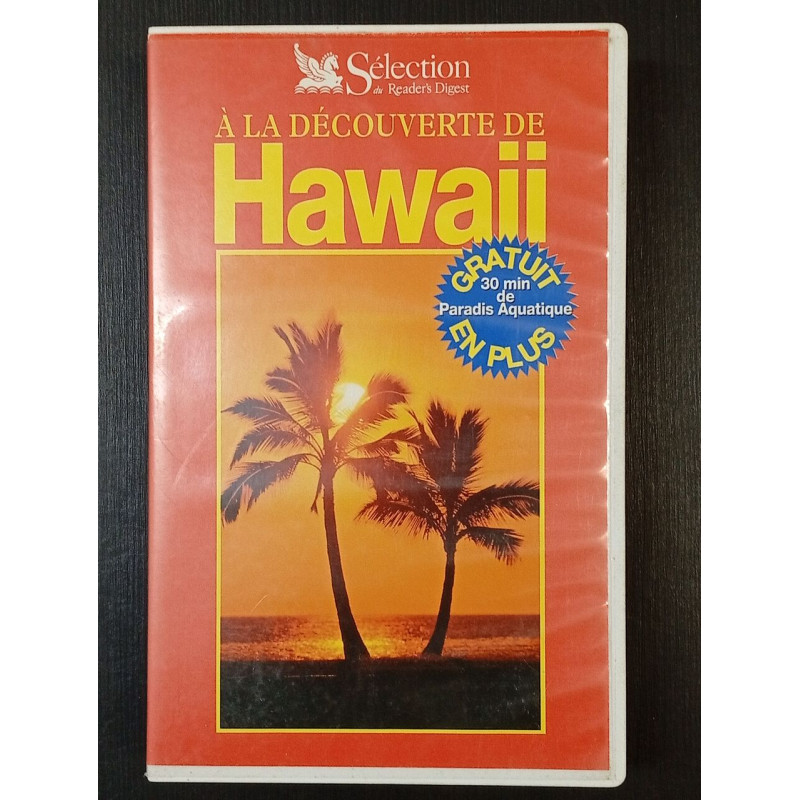 Sélection
du Reader's Digest
À LA DÉCOUVERTE DE
Hawaii
GRATUIT
30 min
de
Paradis Aquatique
EN PLUS